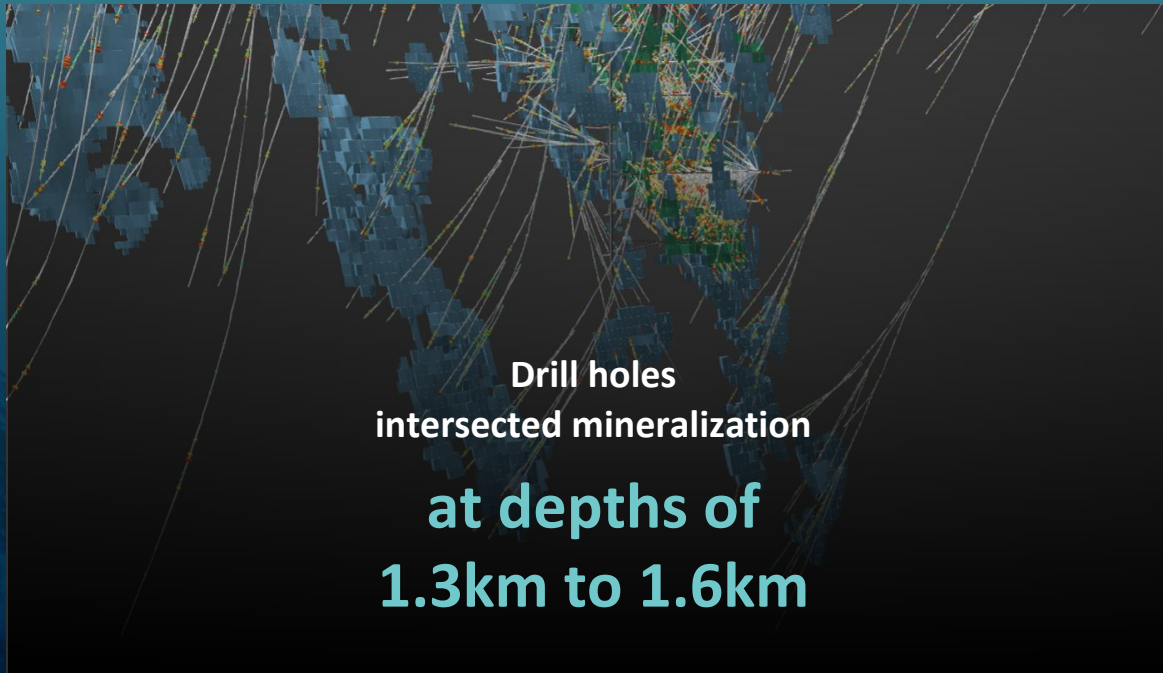 Drill holes
intersected mineralization
at depths of
1.3km to 1.6km